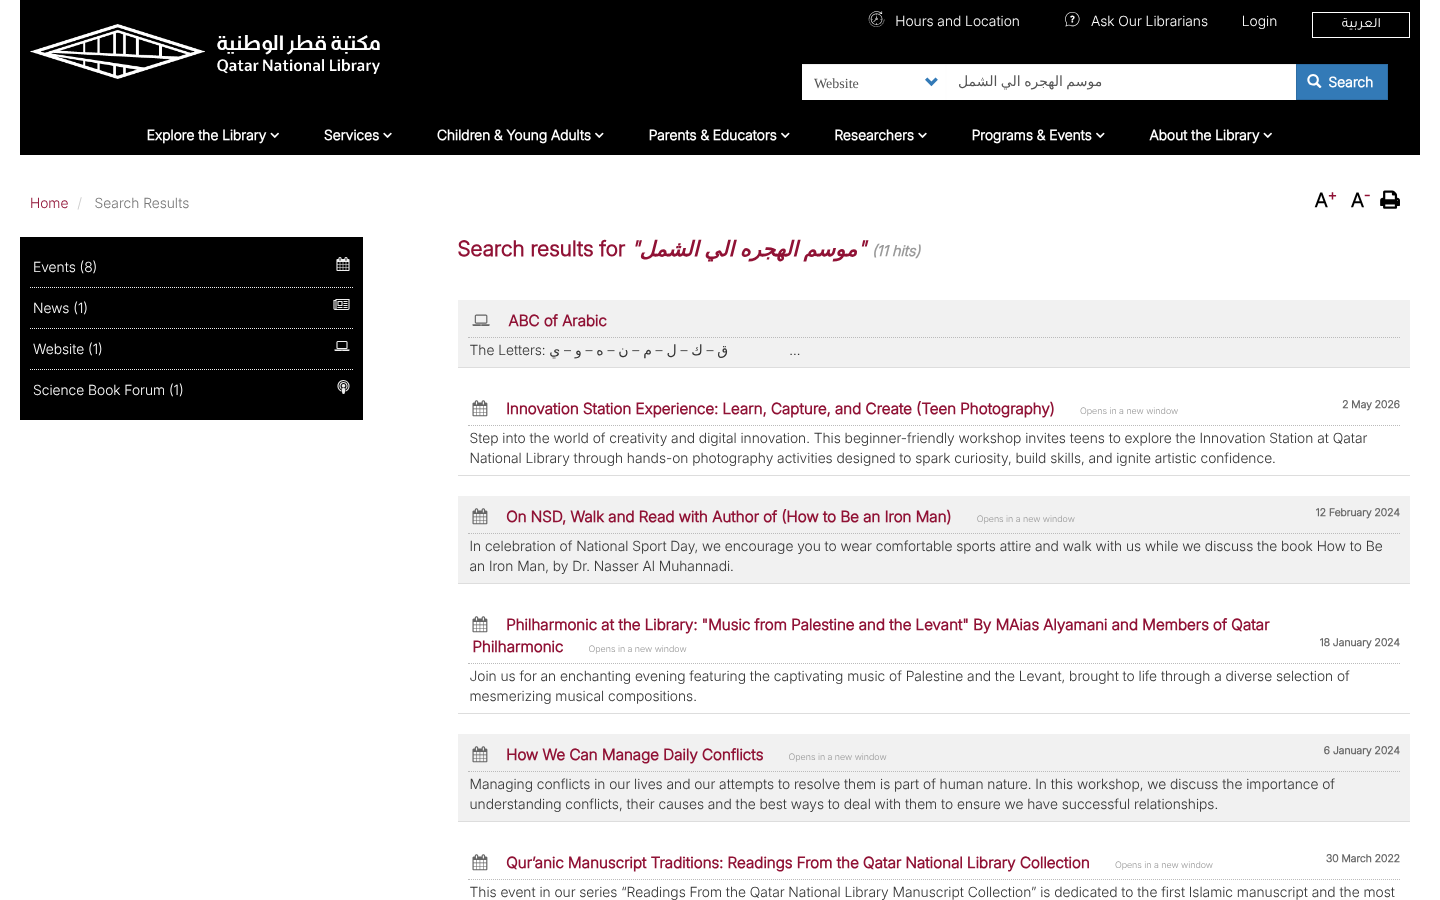 Hours and Location
Ask Our Librarians
Login
العربية
مكتبة قطر الوطنية
Qatar National Library
Website
موسم الهجره الي الشمل
Search
Explore the Library
Services
Children & Young Adults
Parents & Educators
Researchers
Programs & Events
About the Library
Home / Search Results
A+ A-
Events (8)
News (1)
Website (1)
Science Book Forum (1)
Search results for "موسم الهجره الي الشمل" (11 hits)
ABC of Arabic
The Letters: ق – ك – ل – م – ن – ه – و – ي ...
Innovation Station Experience: Learn, Capture, and Create (Teen Photography) Opens in a new window 2 May 2026
Step into the world of creativity and digital innovation. This beginner-friendly workshop invites teens to explore the Innovation Station at Qatar
National Library through hands-on photography activities designed to spark curiosity, build skills, and ignite artistic confidence.
On NSD, Walk and Read with Author of (How to Be an Iron Man) Opens in a new window 12 February 2024
In celebration of National Sport Day, we encourage you to wear comfortable sports attire and walk with us while we discuss the book How to Be
an Iron Man, by Dr. Nasser Al Muhannadi.
Philharmonic at the Library: "Music from Palestine and the Levant" By MAias Alyamani and Members of Qatar
Philharmonic Opens in a new window 18 January 2024
Join us for an enchanting evening featuring the captivating music of Palestine and the Levant, brought to life through a diverse selection of
mesmerizing musical compositions.
How We Can Manage Daily Conflicts Opens in a new window 6 January 2024
Managing conflicts in our lives and our attempts to resolve them is part of human nature. In this workshop, we discuss the importance of
understanding conflicts, their causes and the best ways to deal with them to ensure we have successful relationships.
Qur’anic Manuscript Traditions: Readings From the Qatar National Library Collection Opens in a new window 30 March 2022
This event in our series “Readings From the Qatar National Library Manuscript Collection” is dedicated to the first Islamic manuscript and the most